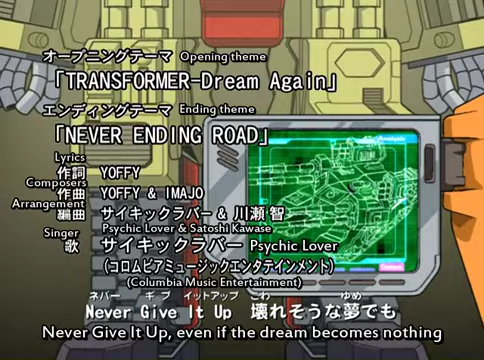 オープニングテーマ Opening theme
「TRANSFORMER-Dream Again」
エンディングテーマ Ending theme
「NEVER ENDING ROAD」
Lyrics
作詞 YOFFY
Composers
作曲 YOFFY & IMAJO
Arrangement
編曲 サイキックラバー & 川瀬 智
Psychic Lover & Satoshi Kawase
Singer
歌 サイキックラバー Psychic Lover
(コロムビアミュージックエンタテインメント)
(Columbia Music Entertainment)
ネバー ギブ イットアップ こわ ゆめ
Never Give It Up 壊れそうな夢でも
Never Give It Up, even if the dream becomes nothing